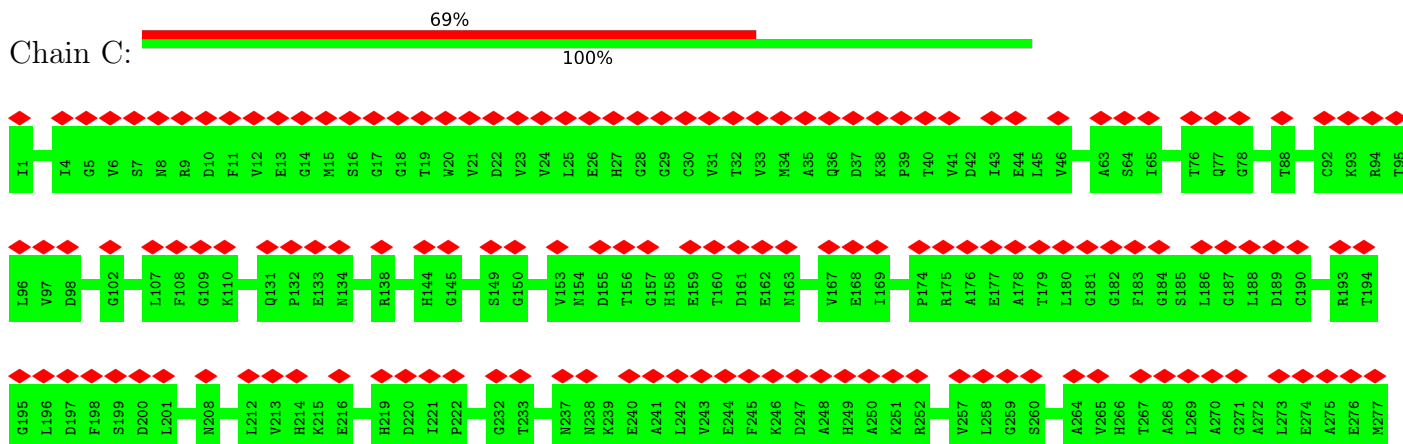 69%
Chain C:
100%
I1 I4 G5 V6 S7 N8 R9 D10 F11 V12 E13 G14 M15 S16 G17 G18 T19 W20 V21 D22 V23 V24 L25 E26 H27 G28 G29 C30 V31 T32 V33 M34 A35 Q36 D37 K38 P39 T40 V41 D42 I43 E44 L45 V46 A63 S64 I65 T76 Q77 G78 T88 C92 K93 R94 T95
L96 V97 D98 G102 L107 F108 G109 K110 Q131 P132 E133 N134 R138 H144 G145 S149 G150 V153 N154 D155 T156 G157 H158 E159 T160 D161 E162 N163 V167 E168 I169 P174 R175 A176 E177 A178 T179 L180 G181 G182 F183 G184 S185 L186 G187 L188 D189 C190 R193 T194
G195 L196 D197 F198 S199 D200 L201 N208 L212 V213 H214 K215 E216 H219 D220 I221 P222 G232 T233 N237 N238 K239 E240 A241 L242 V243 E244 F245 K246 D247 A248 H249 A250 K251 R252 V257 L258 G259 S260 A264 V265 H266 T267 A268 L269 A270 G271 A272 L273 E274 A275 E276 M277